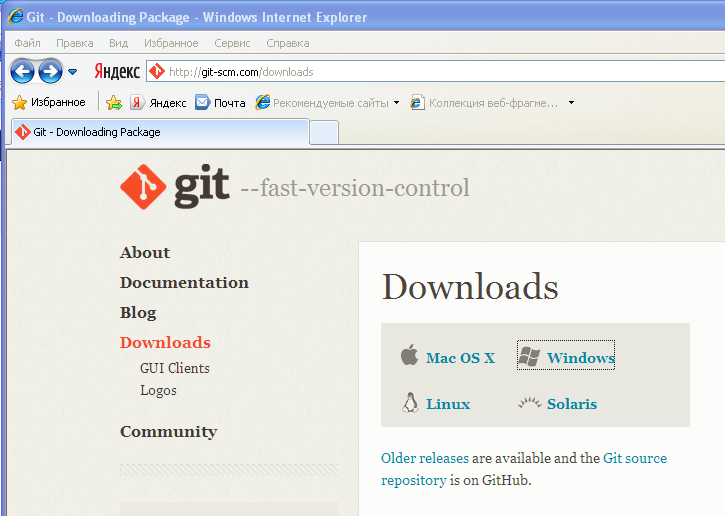 Git - Downloading Package - Windows Internet Explorer
Файл Правка Вид Избранное Сервис Справка
Яндекс http://git-scm.com/downloads
Избранное Яндекс Почта Рекомендуемые сайты Коллекция веб-фрагме...
Git - Downloading Package
git --fast-version-control
About
Documentation
Blog
Downloads
GUI Clients
Logos
Community
Downloads
Mac OS X Windows
Linux Solaris
Older releases are available and the Git source
repository is on GitHub.